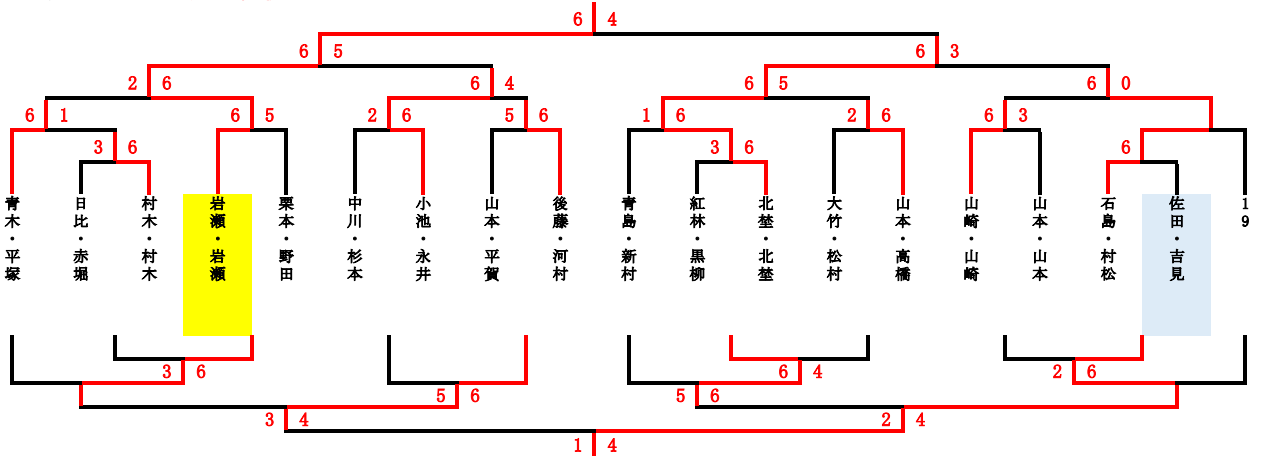 6 4
6 5 6 3
2 6 6 4 6 5 6 0
6 1 6 5 2 6 5 6 1 6 2 6 6 3
3 6 3 6 6
青木・平塚
日比・赤堀
村木・村木
岩瀬・岩瀬
栗本・野田
中川・杉本
小池・永井
山本・平賀
後藤・河村
青島・新村
紅林・黒柳
北埜・北埜
大竹・松村
山本・高橋
山崎・山崎
山本・山本
石島・村松
佐田・吉見
19
3 6 6 4 2 6
5 6 5 6
3 4 2 4
1 4